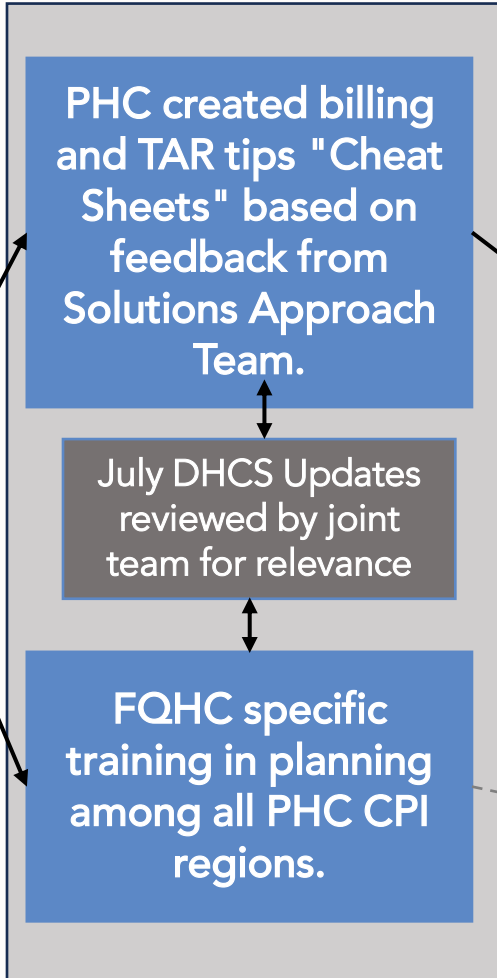 PHC created billing
and TAR tips "Cheat
Sheets" based on
feedback from
Solutions Approach
Team.
July DHCS Updates
reviewed by joint
team for relevance
FQHC specific
training in planning
among all PHC CPI
regions.